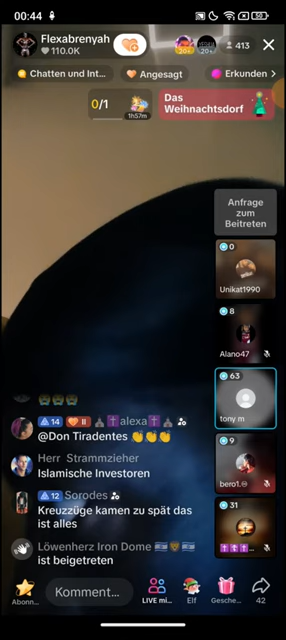 00:44
50
Flexabrenyah
110.0K
20+
20+
413
Chatten und Int...
Angesagt
Erkunden
0/1
1h57m
Das
Weihnachtsdorf
Anfrage
zum
Beitreten
0
Unikat1990
8
Alano47
63
tony m
9
bero1.♾
31
✝️✝️✝️...
😭😭😭
14 II ⛪✝️alexa✝️⛪
@Don Tiradentes 👏👏👏
Herr Strammzieher
Islamische Investoren
12 Sorodes
Kreuzzüge kamen zu spät das
ist alles
Löwenherz Iron Dome 🇮🇱🦁🇮🇱
ist beigetreten
Abonn...
Komment...
LIVE mi...
Elf
Gesche...
42